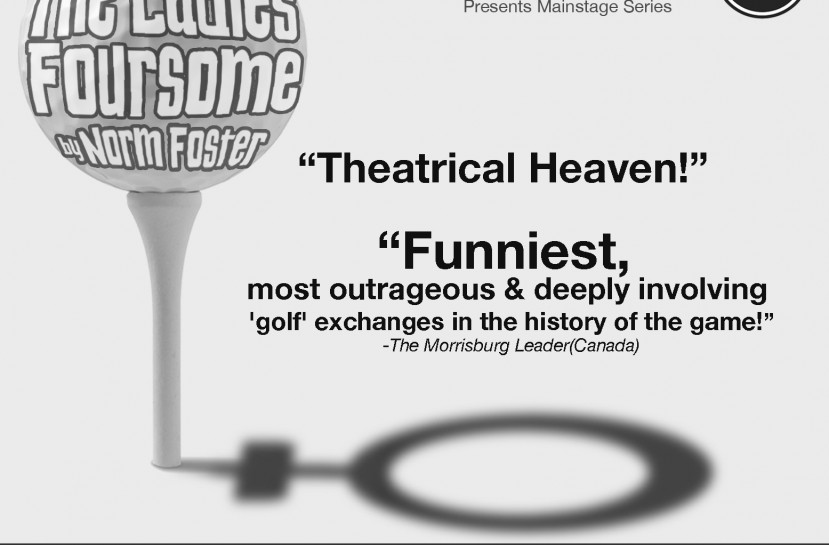 Presents Mainstage Series
The Ladies
Foursome
by Norm Foster
“Theatrical Heaven!”
“Funniest,
most outrageous & deeply involving
'golf' exchanges in the history of the game!”
-The Morrisburg Leader(Canada)